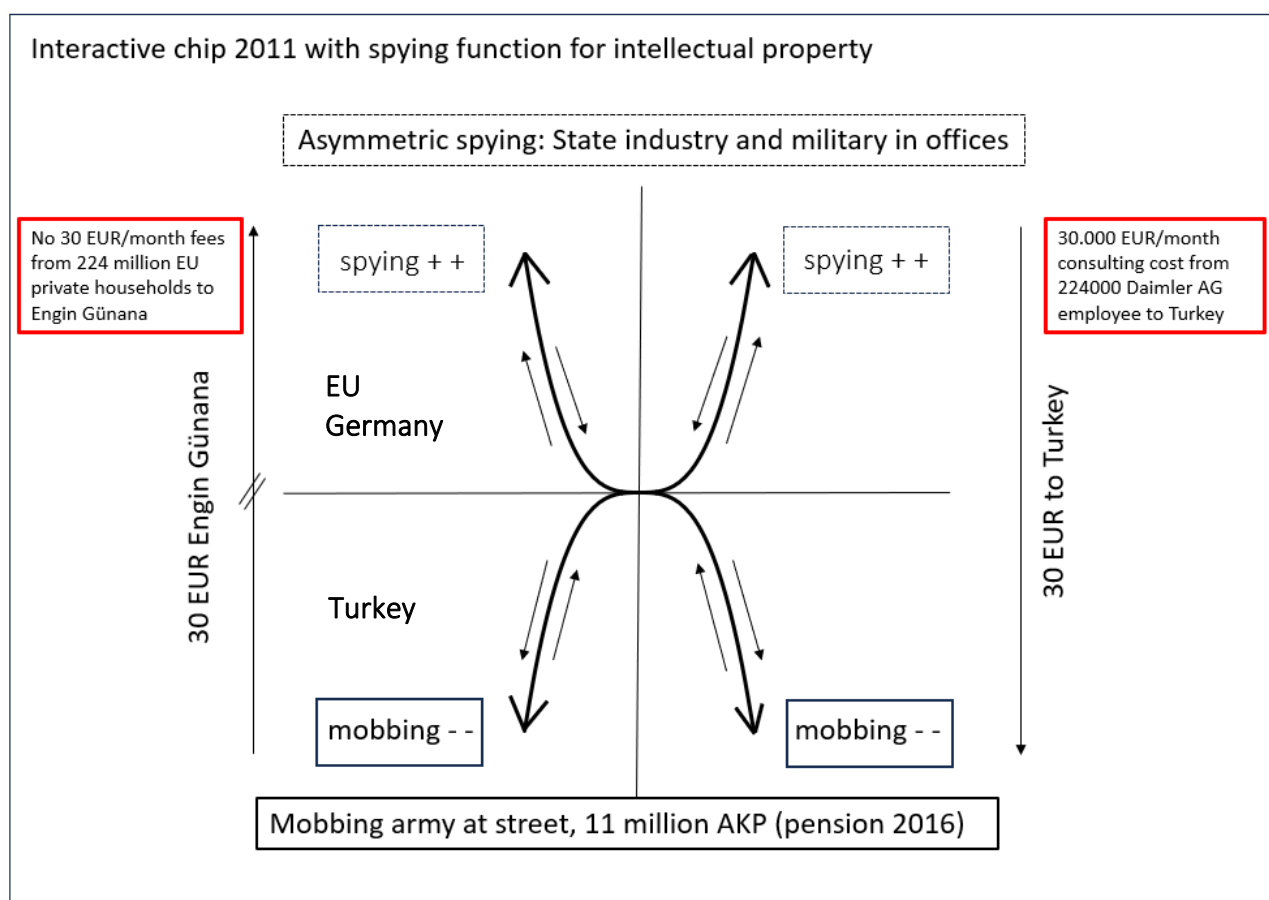 Interactive chip 2011 with spying function for intellectual property
Asymmetric spying: State industry and military in offices
No 30 EUR/month fees
from 224 million EU
private households to
Engin Günana
spying + +
spying + +
30.000 EUR/month
consulting cost from
224000 Daimler AG
employee to Turkey
30 EUR Engin Günana
EU
Germany
30 EUR to Turkey
Turkey
mobbing - -
mobbing - -
Mobbing army at street, 11 million AKP (pension 2016)